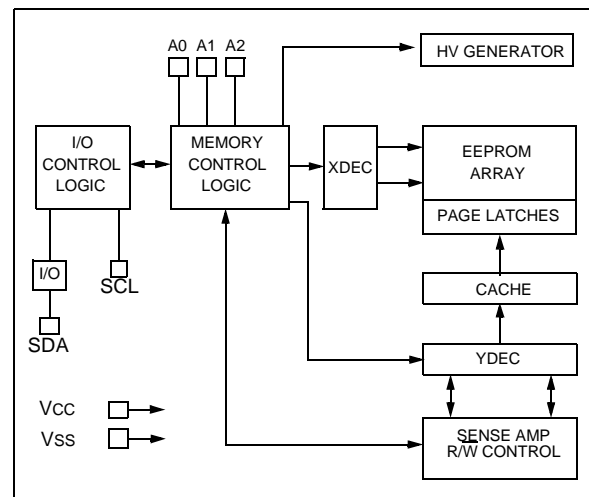 A0 A1 A2
HV GENERATOR
I/O
CONTROL
LOGIC
MEMORY
CONTROL
LOGIC
XDEC
EEPROM
ARRAY
PAGE LATCHES
I/O
SCL
SDA
CACHE
YDEC
VCC
VSS
SENSE AMP
R/W̅ CONTROL